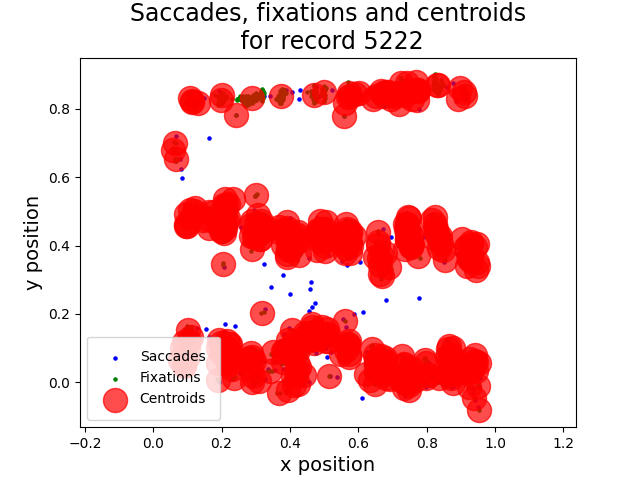 Saccades, fixations and centroids
for record 5222
y position
0.8
0.6
0.4
0.2
0.0
Saccades
Fixations
Centroids
−0.2 0.0 0.2 0.4 0.6 0.8 1.0 1.2
x position